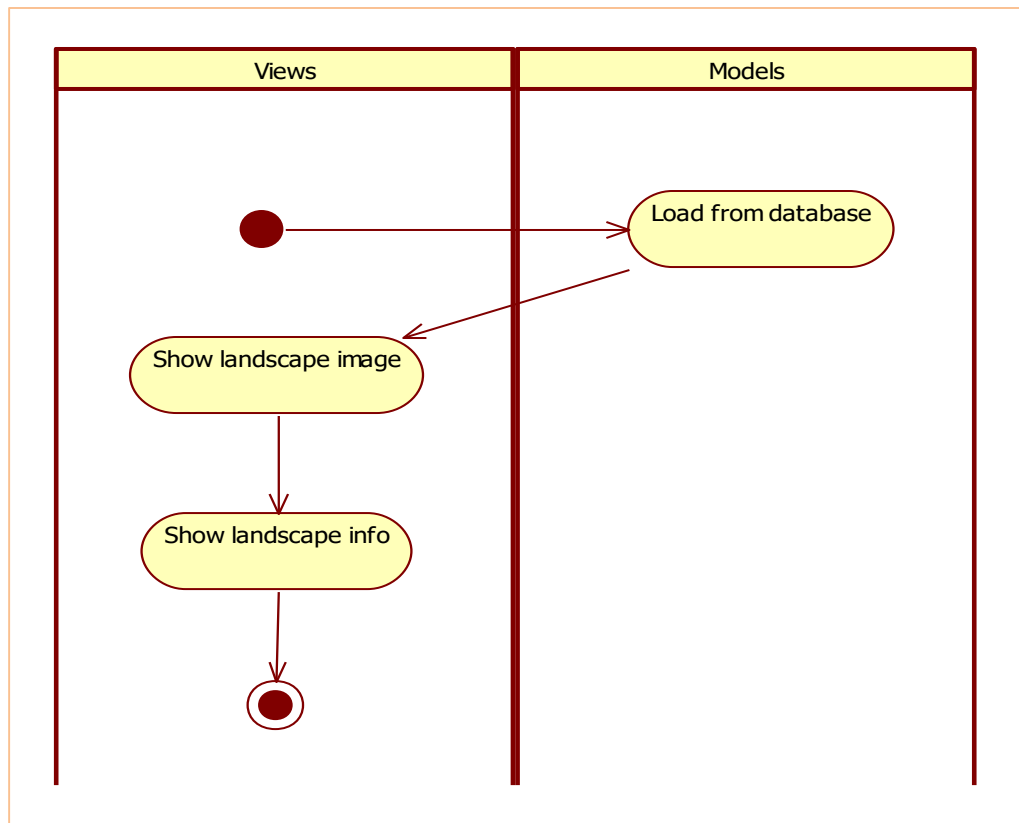 Views
Models
Load from database
Show landscape image
Show landscape info